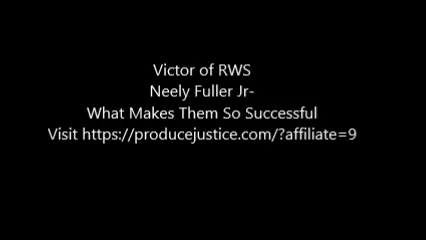 Victor of RWS
Neely Fuller Jr-
What Makes Them So Successful
Visit https://producejustice.com/?affiliate=9